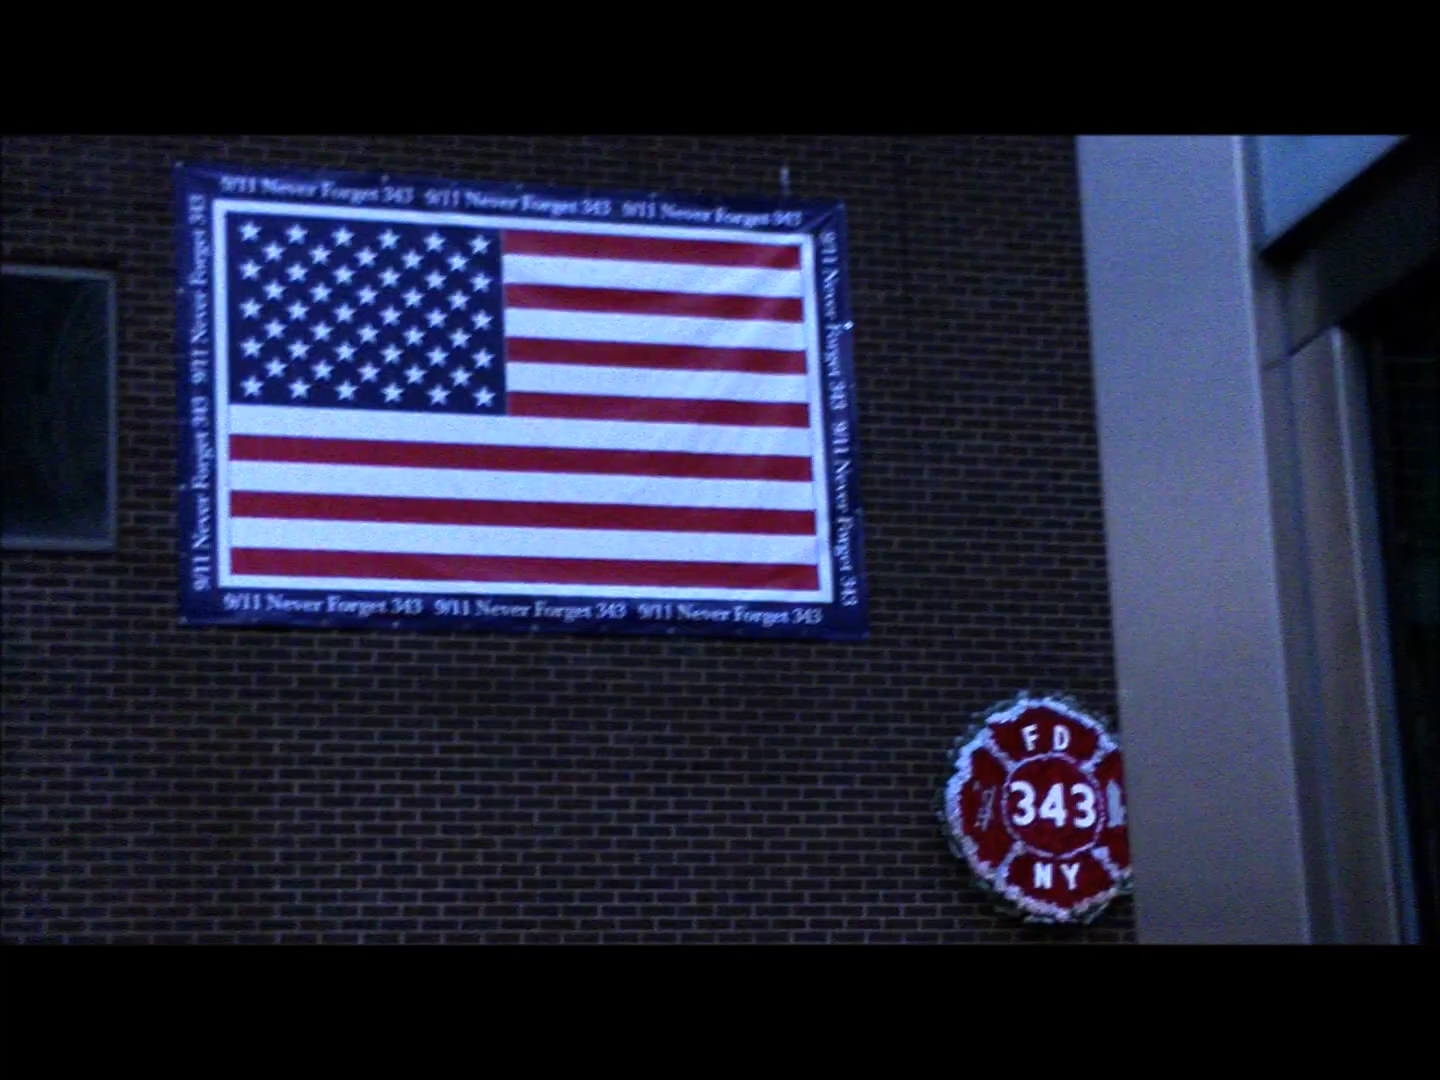 9/11 Never Forget 343 9/11 Never Forget 343 9/11 Never Forget 343
9/11 Never Forget 343 9/11 Never Forget 343
9/11 Never Forget 343 9/11 Never Forget 343
9/11 Never Forget 343 9/11 Never Forget 343 9/11 Never Forget 343
F D
343
N Y